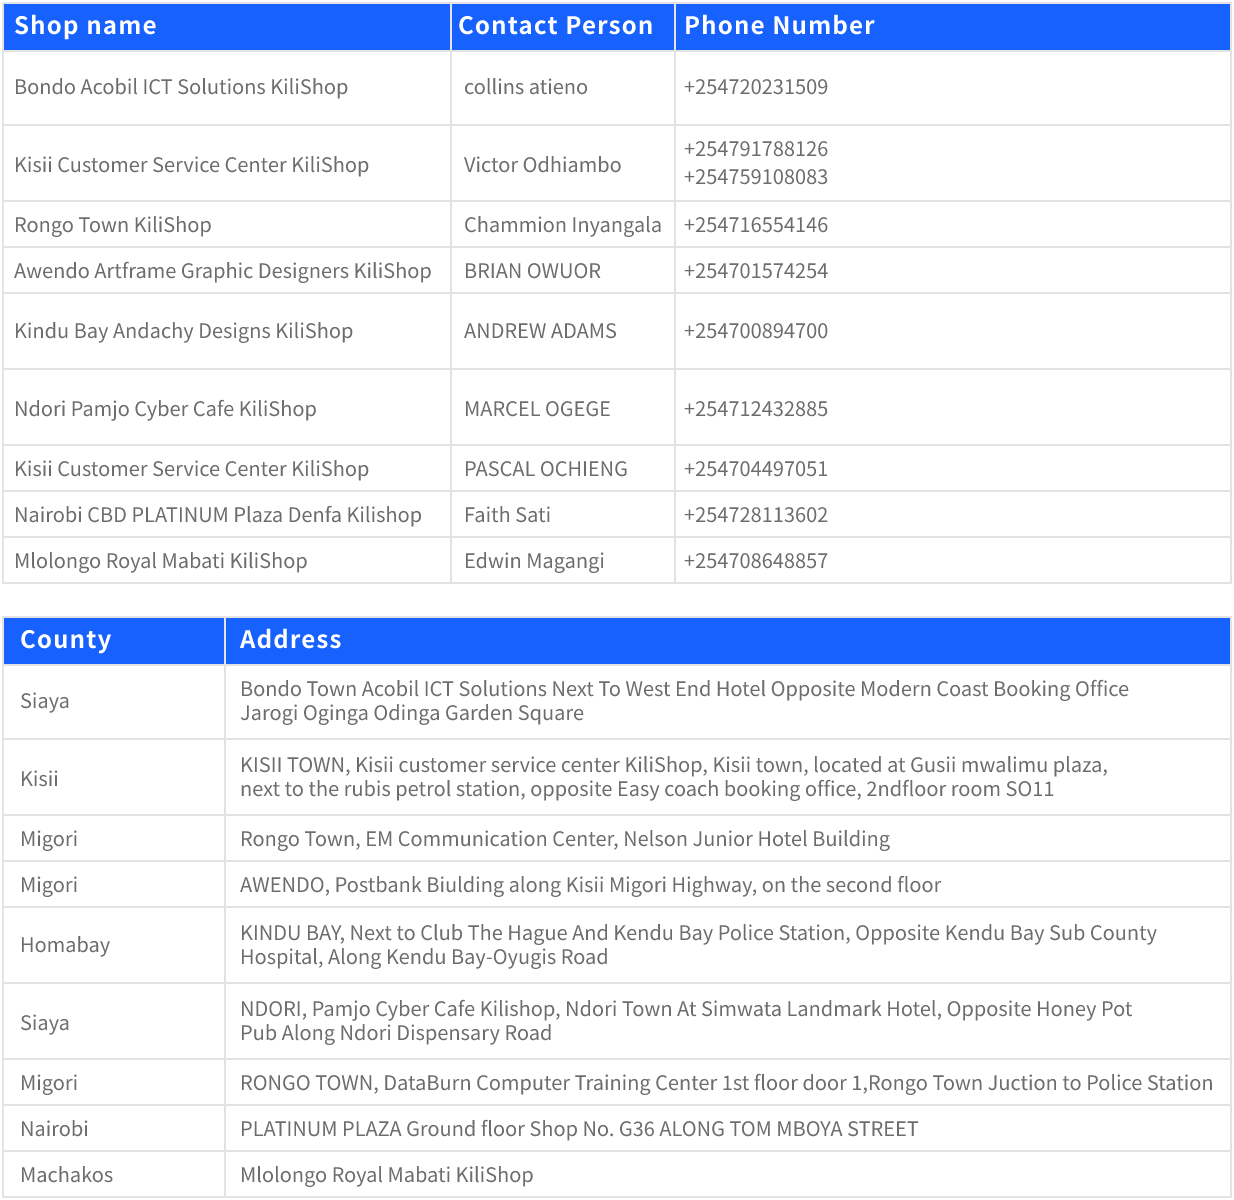 Shop name Contact Person Phone Number
Bondo Acobil ICT Solutions KiliShop collins atieno +254720231509
Kisii Customer Service Center KiliShop Victor Odhiambo +254791788126
+254759108083
Rongo Town KiliShop Chammion Inyangala +254716554146
Awendo Artframe Graphic Designers KiliShop BRIAN OWUOR +254701574254
Kindu Bay Andachy Designs KiliShop ANDREW ADAMS +254700894700
Ndori Pamjo Cyber Cafe KiliShop MARCEL OGEGE +254712432885
Kisii Customer Service Center KiliShop PASCAL OCHIENG +254704497051
Nairobi CBD PLATINUM Plaza Denfa Kilishop Faith Sati +254728113602
Mlolongo Royal Mabati KiliShop Edwin Magangi +254708648857
County Address
Siaya Bondo Town Acobil ICT Solutions Next To West End Hotel Opposite Modern Coast Booking Office
Jarogi Oginga Odinga Garden Square
Kisii KISII TOWN, Kisii customer service center KiliShop, Kisii town, located at Gusii mwalimu plaza,
next to the rubis petrol station, opposite Easy coach booking office, 2ndfloor room SO11
Migori Rongo Town, EM Communication Center, Nelson Junior Hotel Building
Migori AWENDO, Postbank Biulding along Kisii Migori Highway, on the second floor
Homabay KINDU BAY, Next to Club The Hague And Kendu Bay Police Station, Opposite Kendu Bay Sub County
Hospital, Along Kendu Bay-Oyugis Road
Siaya NDORI, Pamjo Cyber Cafe Kilishop, Ndori Town At Simwata Landmark Hotel, Opposite Honey Pot
Pub Along Ndori Dispensary Road
Migori RONGO TOWN, DataBurn Computer Training Center 1st floor door 1,Rongo Town Juction to Police Station
Nairobi PLATINUM PLAZA Ground floor Shop No. G36 ALONG TOM MBOYA STREET
Machakos Mlolongo Royal Mabati KiliShop